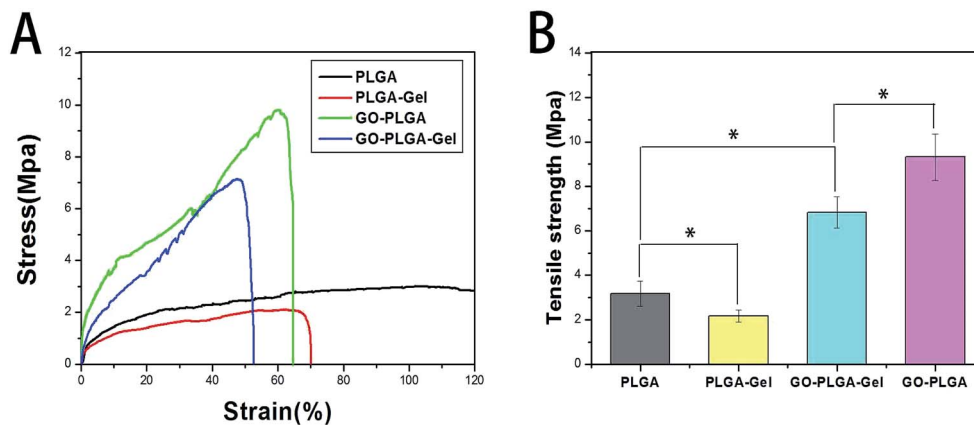 A
Stress(Mpa)
12
10
8
6
4
2
0
PLGA
PLGA-Gel
GO-PLGA
GO-PLGA-Gel
0 20 40 60 80 100 120
Strain(%)
B
Tensile strength (Mpa)
14
12
10
8
6
4
2
0
*
*
*
PLGA PLGA-Gel GO-PLGA-Gel GO-PLGA